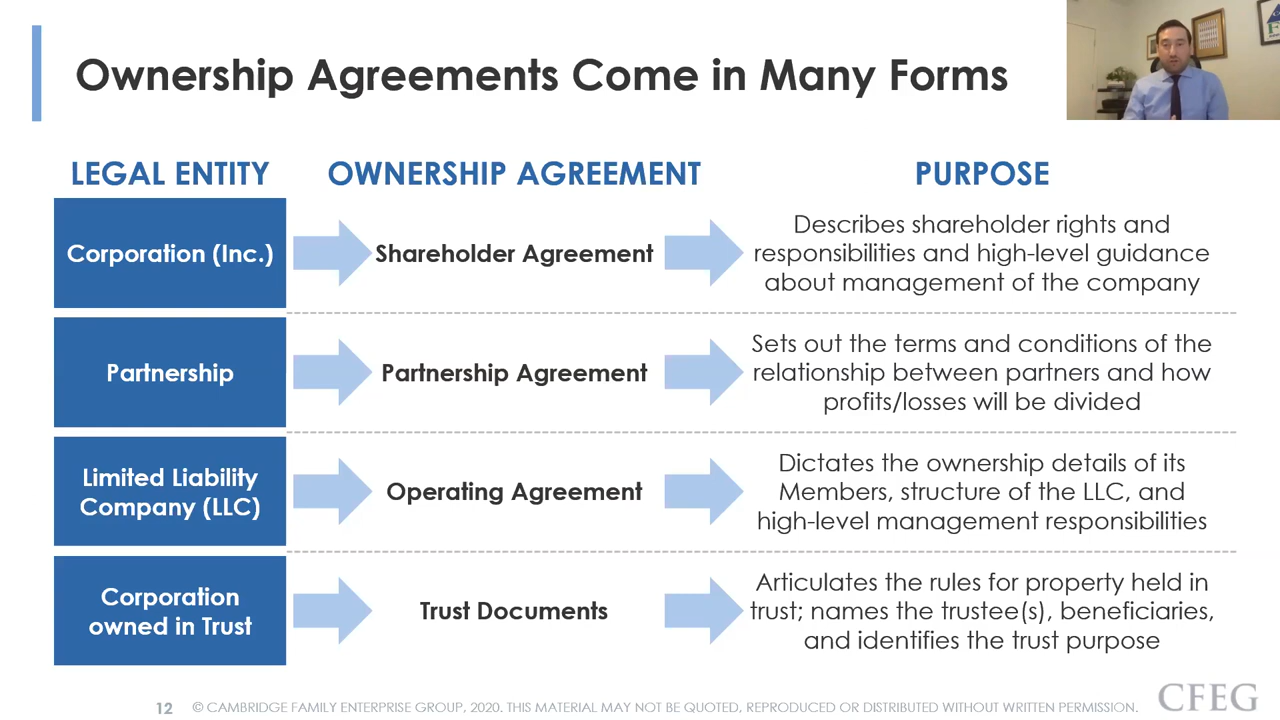 Ownership Agreements Come in Many Forms
LEGAL ENTITY
OWNERSHIP AGREEMENT
PURPOSE
Corporation (Inc.)
Shareholder Agreement
Describes shareholder rights and
responsibilities and high-level guidance
about management of the company
Partnership
Partnership Agreement
Sets out the terms and conditions of the
relationship between partners and how
profits/losses will be divided
Limited Liability
Company (LLC)
Operating Agreement
Dictates the ownership details of its
Members, structure of the LLC, and
high-level management responsibilities
Corporation
owned in Trust
Trust Documents
Articulates the rules for property held in
trust; names the trustee(s), beneficiaries,
and identifies the trust purpose
12
© CAMBRIDGE FAMILY ENTERPRISE GROUP, 2020. THIS MATERIAL MAY NOT BE QUOTED, REPRODUCED OR DISTRIBUTED WITHOUT WRITTEN PERMISSION.
CFEG